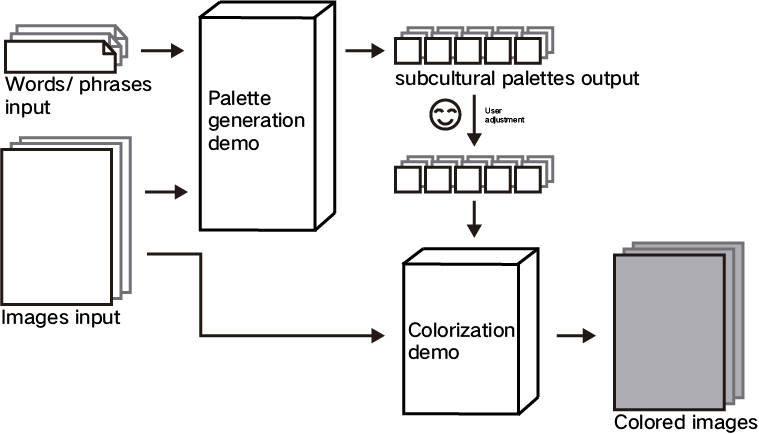 Words/ phrases
input
Palette
generation
demo
subcultural palettes output
User
adjustment
Images input
Colorization
demo
Colored images